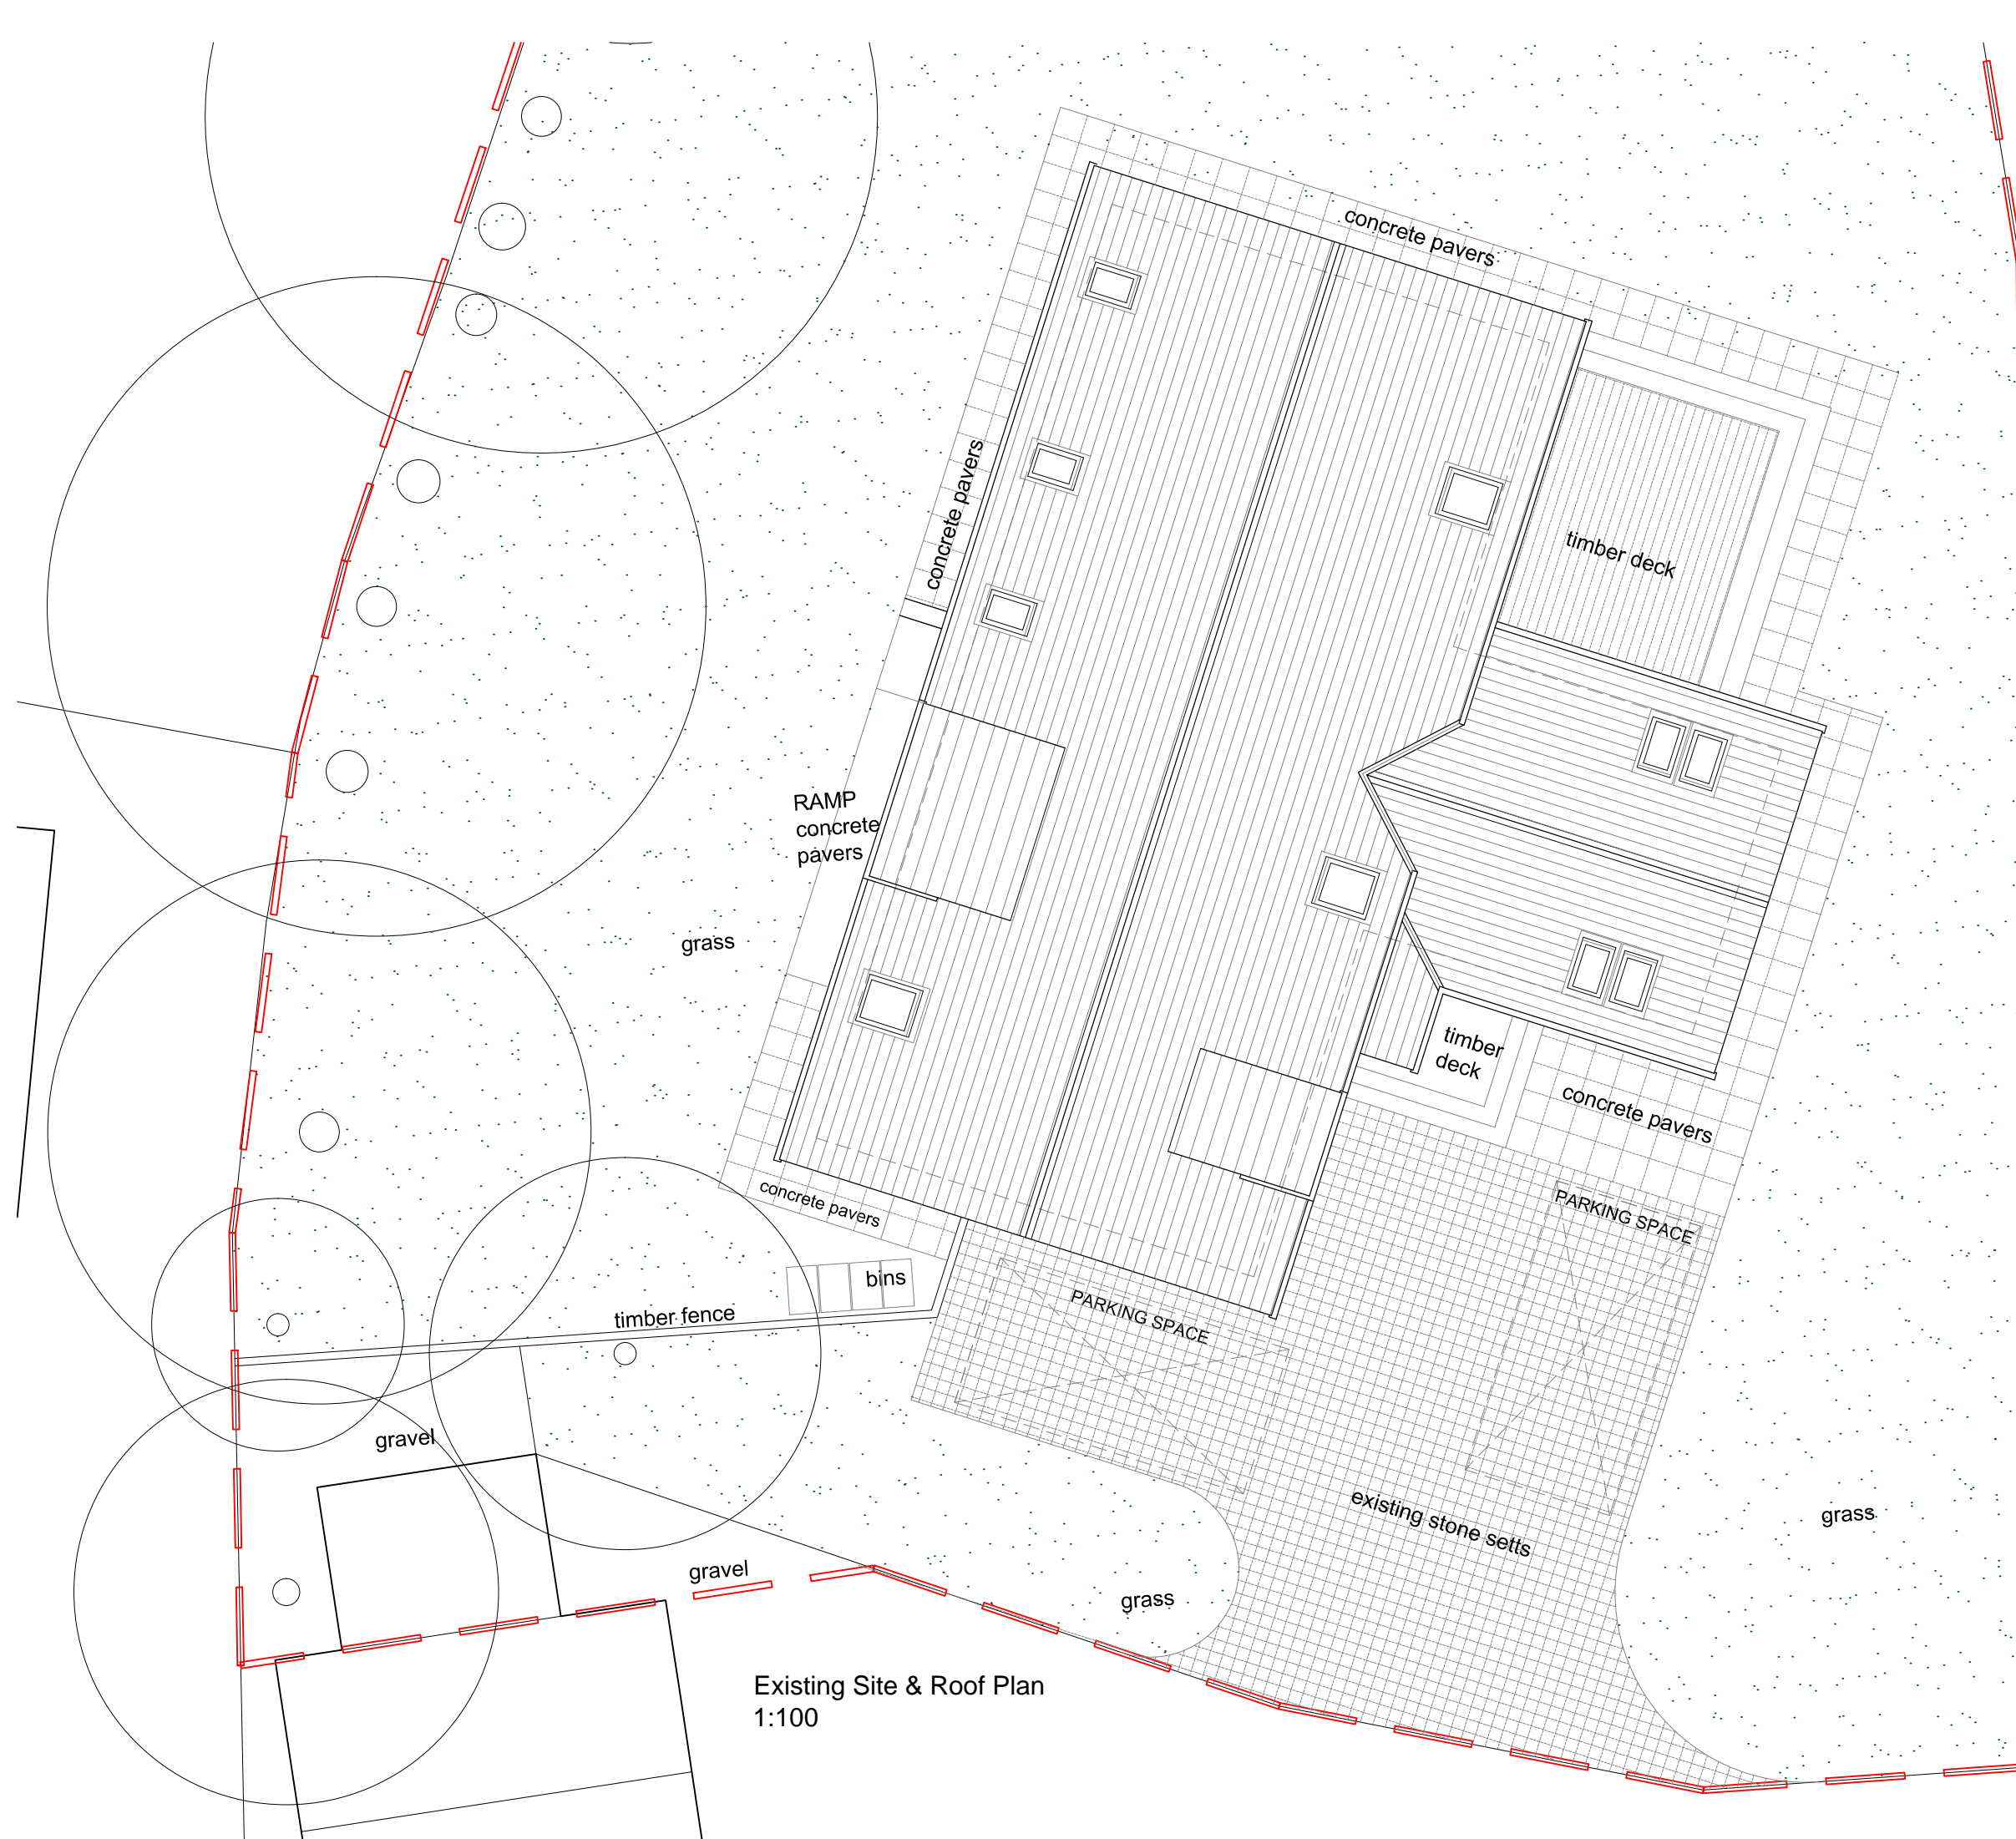 concrete pavers
concrete pavers
timber deck
RAMP
concrete
pavers
grass
timber
deck
concrete pavers
concrete pavers
PARKING SPACE
bins
timber fence
PARKING SPACE
gravel
existing stone setts
grass
gravel
grass
Existing Site & Roof Plan
1:100